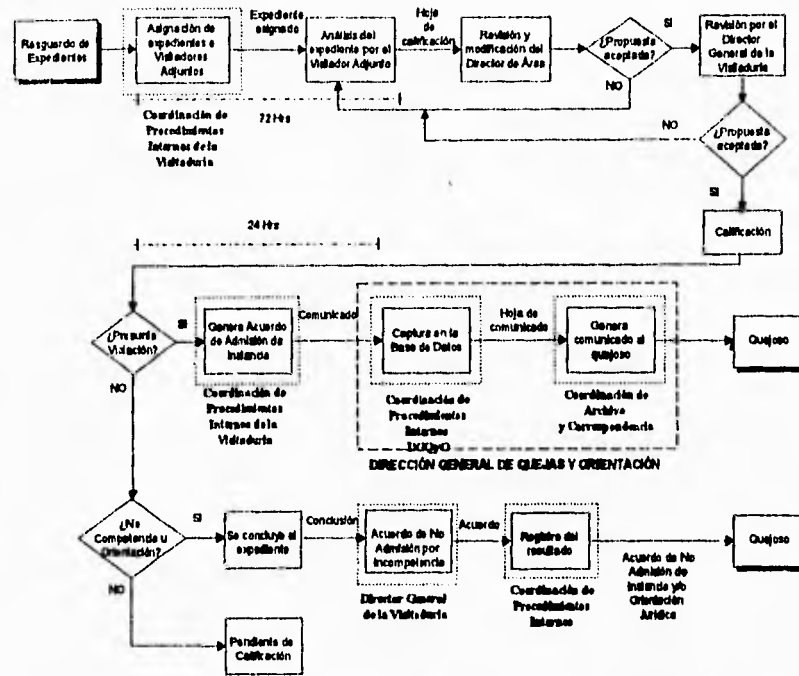 Resguardo de
Expedientes
Asignación de
expedientes a
Visitadores
Adjuntos
Coordinación de
Procedimientos
Internos de la
Visitaduría
Expediente
asignado
72 Hrs
Análisis del
expediente por el
Visitador Adjunto
Hoja
de
calificación
Revisión y
modificación del
Director de Área
¿Propuesta
aceptada?
SI
NO
Revisión por el
Director
General de la
Visitaduría
NO
¿Propuesta
aceptada?
SI
Calificación
24 Hrs
¿Presunta
Violación?
SI
NO
Genera Acuerdo
de Admisión de
Instancia
Coordinación de
Procedimientos
Internos de la
Visitaduría
Comunicado
Captura en la
Base de Datos
Coordinación de
Procedimientos
Internos
DGQyO
Hoja de
comunicado
Genera
comunicado al
quejoso
Coordinación de
Archivo
y Correspondencia
DIRECCIÓN GENERAL DE QUEJAS Y ORIENTACIÓN
Quejoso
¿No
Competencia u
Orientación?
SI
NO
Se concluye el
expediente
Conclusión
Acuerdo de No
Admisión por
Incompetencia
Director General
de la Visitaduría
Acuerdo
Registro del
resultado
Coordinación de
Procedimientos
Internos
Acuerdo de No
Admisión de
Instancia y/o
Orientación
Jurídica
Quejoso
Pendiente de
Calificación